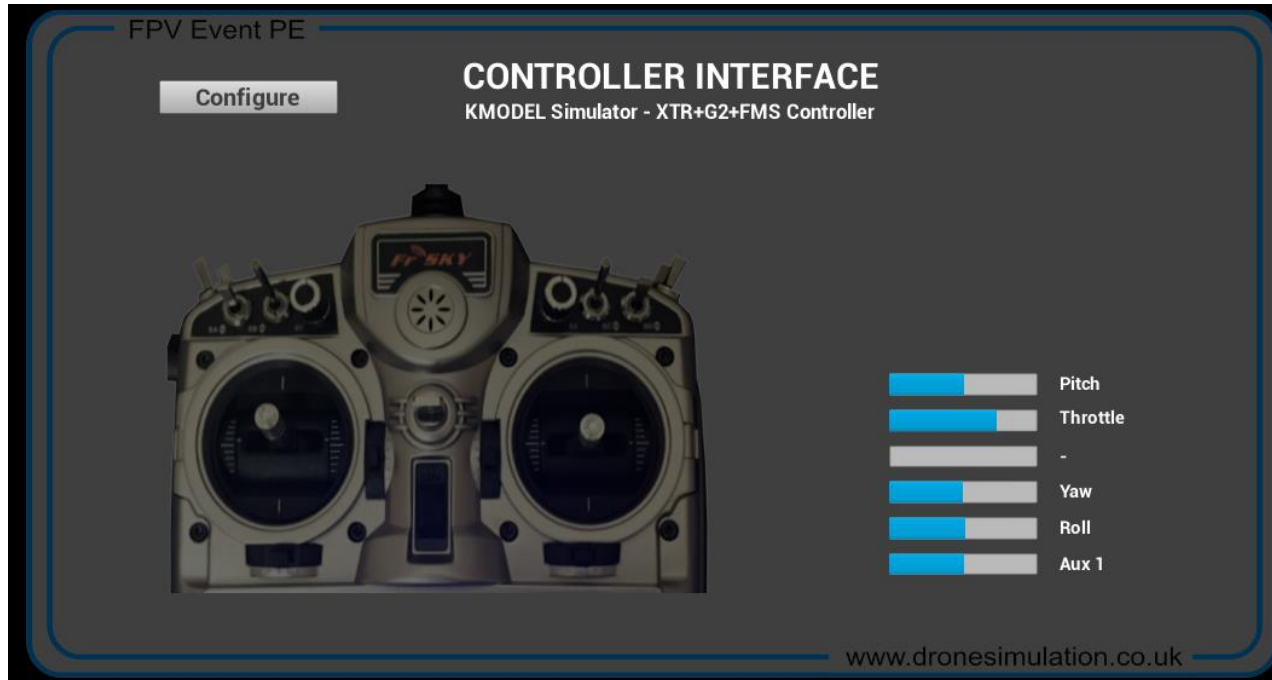 FPV Event PE
Configure
CONTROLLER INTERFACE
KMODEL Simulator - XTR+G2+FMS Controller
FrSKY
Pitch
Throttle
-
Yaw
Roll
Aux 1
www.dronesimulation.co.uk